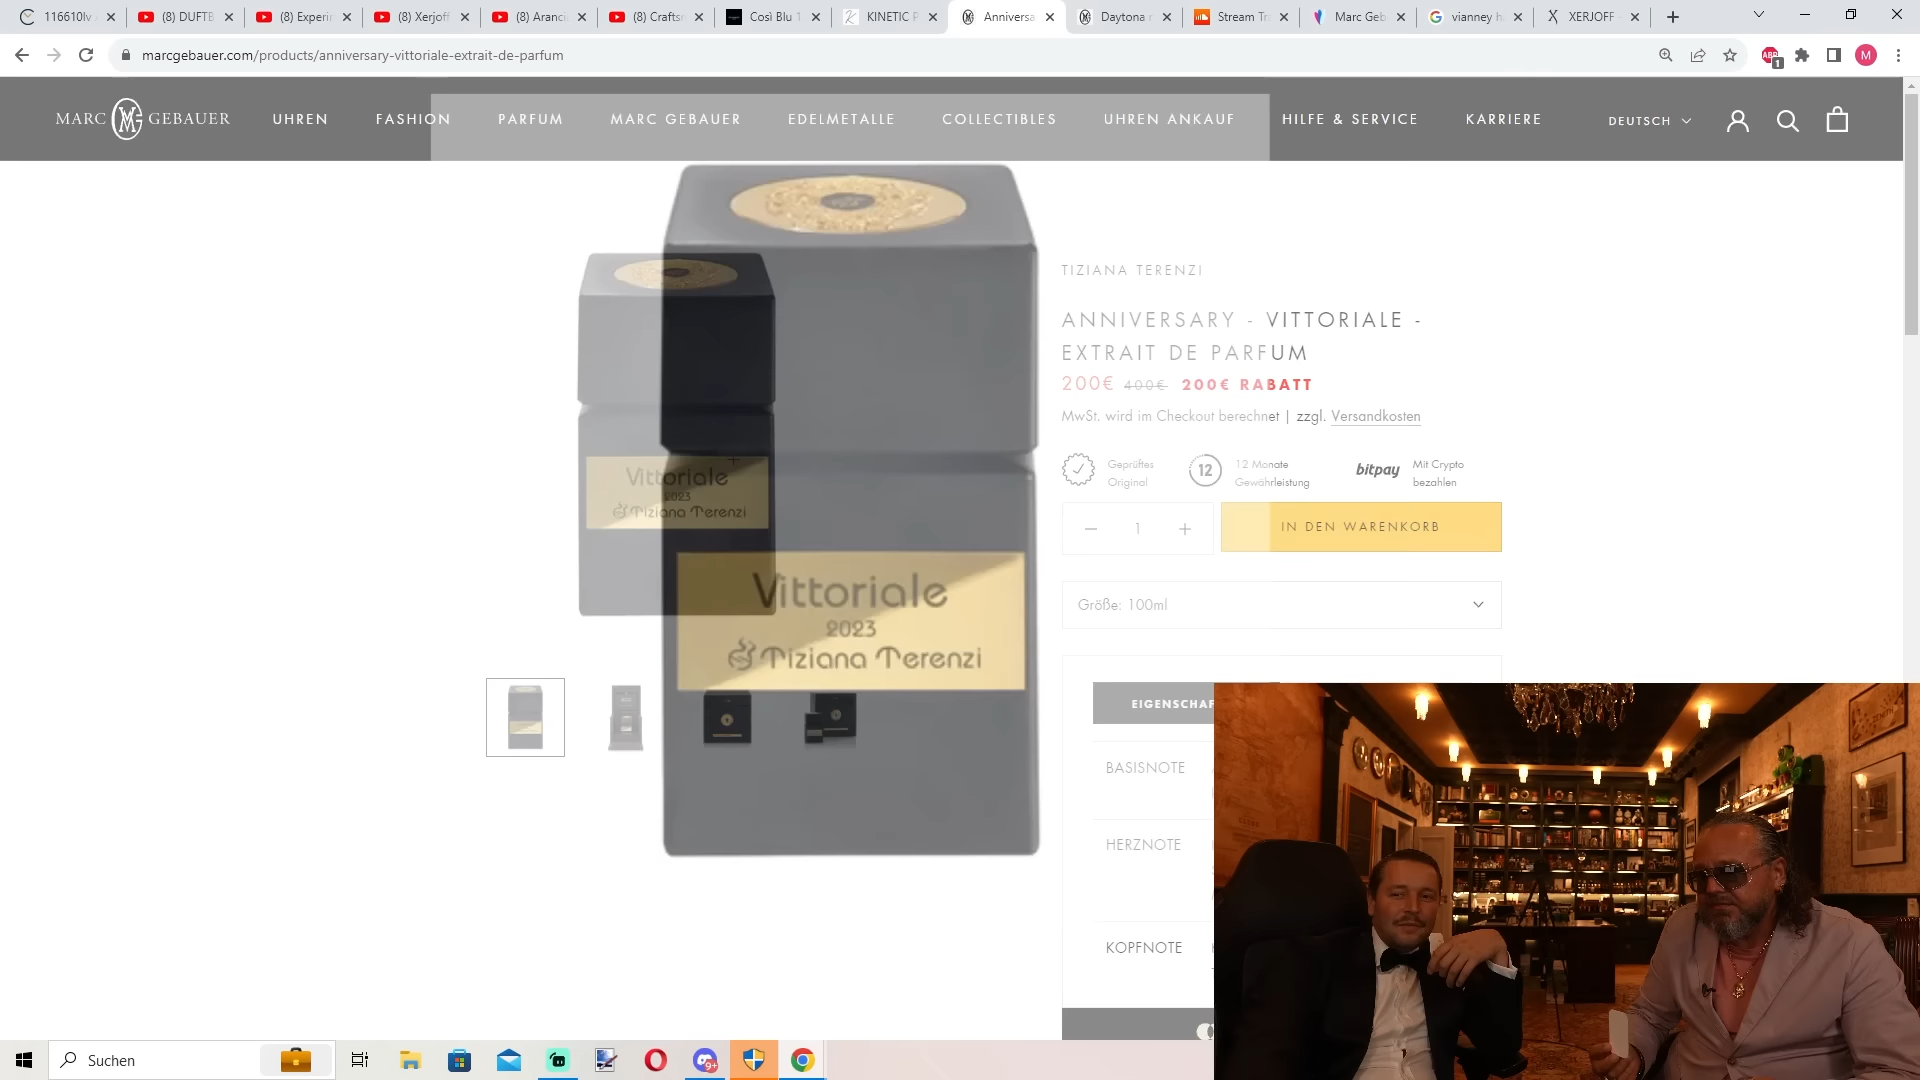 116610lv
(8) DUFTB
(8) Experi
(8) Xerjoff
(8) Aranci
(8) Crafts
Così Blu 1
KINETIC P
Anniversa
Daytona
Stream Tr
Marc Geb
vianney h
XERJOFF
marcgebauer.com/products/anniversary-vittoriale-extrait-de-parfum
ABP
1
M
MARC GEBAUER
UHREN
FASHION
PARFUM
MARC GEBAUER
EDELMETALLE
COLLECTIBLES
UHREN ANKAUF
HILFE & SERVICE
KARRIERE
DEUTSCH
TIZIANA TERENZI
ANNIVERSARY - VITTORIALE -
EXTRAIT DE PARFUM
200€ 400€ 200€ RABATT
MwSt. wird im Checkout berechnet | zzgl. Versandkosten
Geprüftes
Original
12
12 Monate
Gewährleistung
bitpay
Mit Crypto
bezahlen
1
IN DEN WARENKORB
Größe: 100ml
Vittoriale
2023
Tiziana Terenzi
Vittoriale
2023
Tiziana Terenzi
EIGENSCHAF
BASISNOTE
HERZNOTE
KOPFNOTE
Suchen
9+